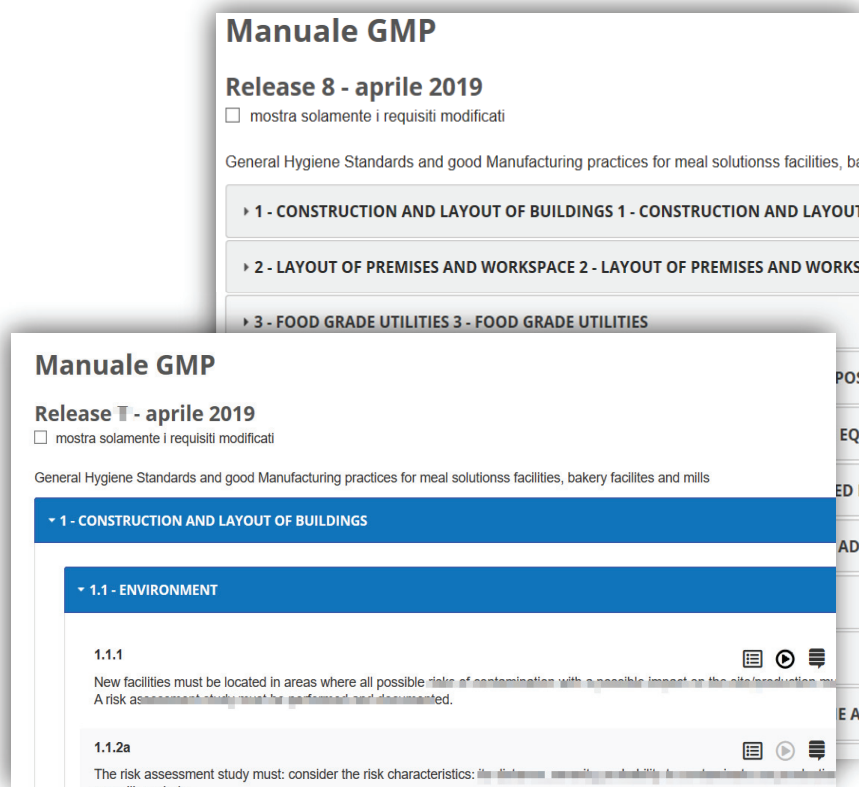 Manuale GMP
Release 8 - aprile 2019
mostra solamente i requisiti modificati
General Hygiene Standards and good Manufacturing practices for meal solutionss facilities, ba
1 - CONSTRUCTION AND LAYOUT OF BUILDINGS 1 - CONSTRUCTION AND LAYOUT
2 - LAYOUT OF PREMISES AND WORKSPACE 2 - LAYOUT OF PREMISES AND WORKS
3 - FOOD GRADE UTILITIES 3 - FOOD GRADE UTILITIES
POS
EQ
ED
AD
E A
Manuale GMP
Release - aprile 2019
mostra solamente i requisiti modificati
General Hygiene Standards and good Manufacturing practices for meal solutionss facilities, bakery facilites and mills
1 - CONSTRUCTION AND LAYOUT OF BUILDINGS
1.1 - ENVIRONMENT
1.1.1
New facilities must be located in areas where all possible
A risk
1.1.2a
The risk assessment study must: consider the risk characteristics: